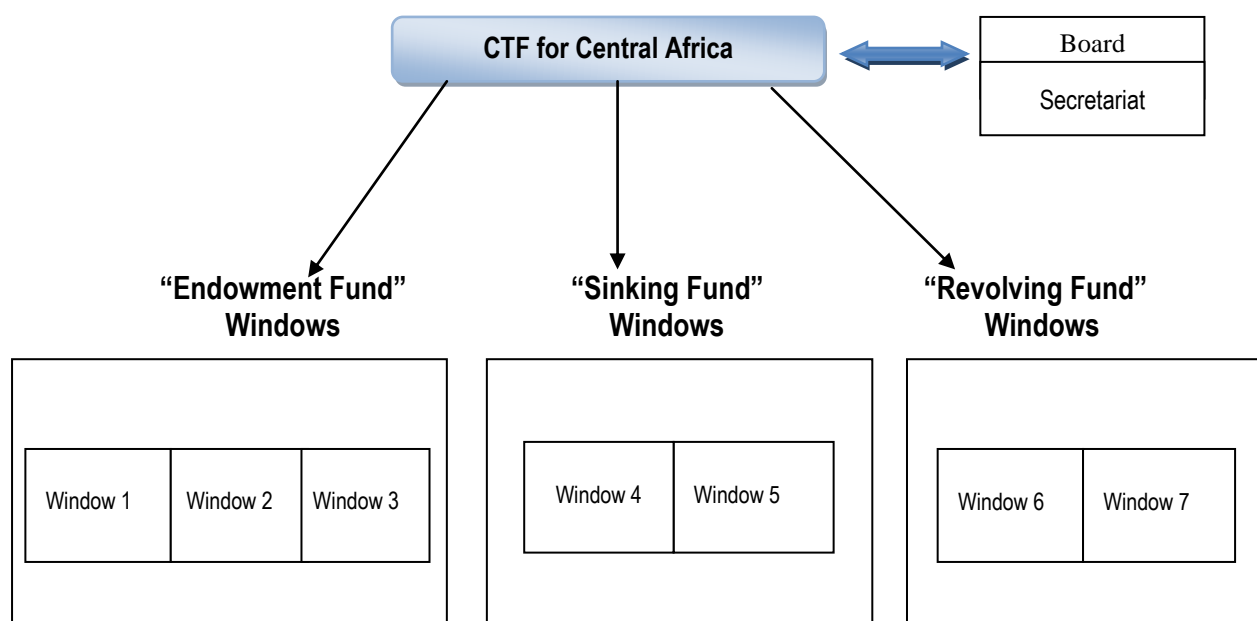 CTF for Central Africa
Board
Secretariat
“Endowment Fund”
Windows
“Sinking Fund”
Windows
“Revolving Fund”
Windows
Window 1
Window 2
Window 3
Window 4
Window 5
Window 6
Window 7